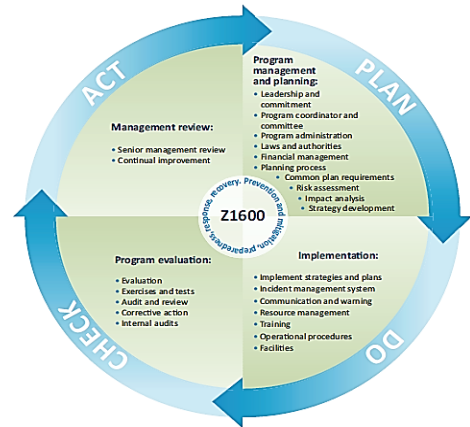 ACT
PLAN
Management review:
• Senior management review
• Continual improvement
Program
management
and planning:
• Leadership and
commitment
• Program coordinator and
committee
• Program administration
• Laws and authorities
• Financial management
• Planning process
• Common plan requirements
• Risk assessment
• Impact analysis
• Strategy development
Prevention and mitigation, preparedness, response, recovery.
Z1600
Program evaluation:
• Evaluation
• Exercises and tests
• Audit and review
• Corrective action
• Internal audits
Implementation:
• Implement strategies and plans
• Incident management system
• Communication and warning
• Resource management
• Training
• Operational procedures
• Facilities
CHECK
DO